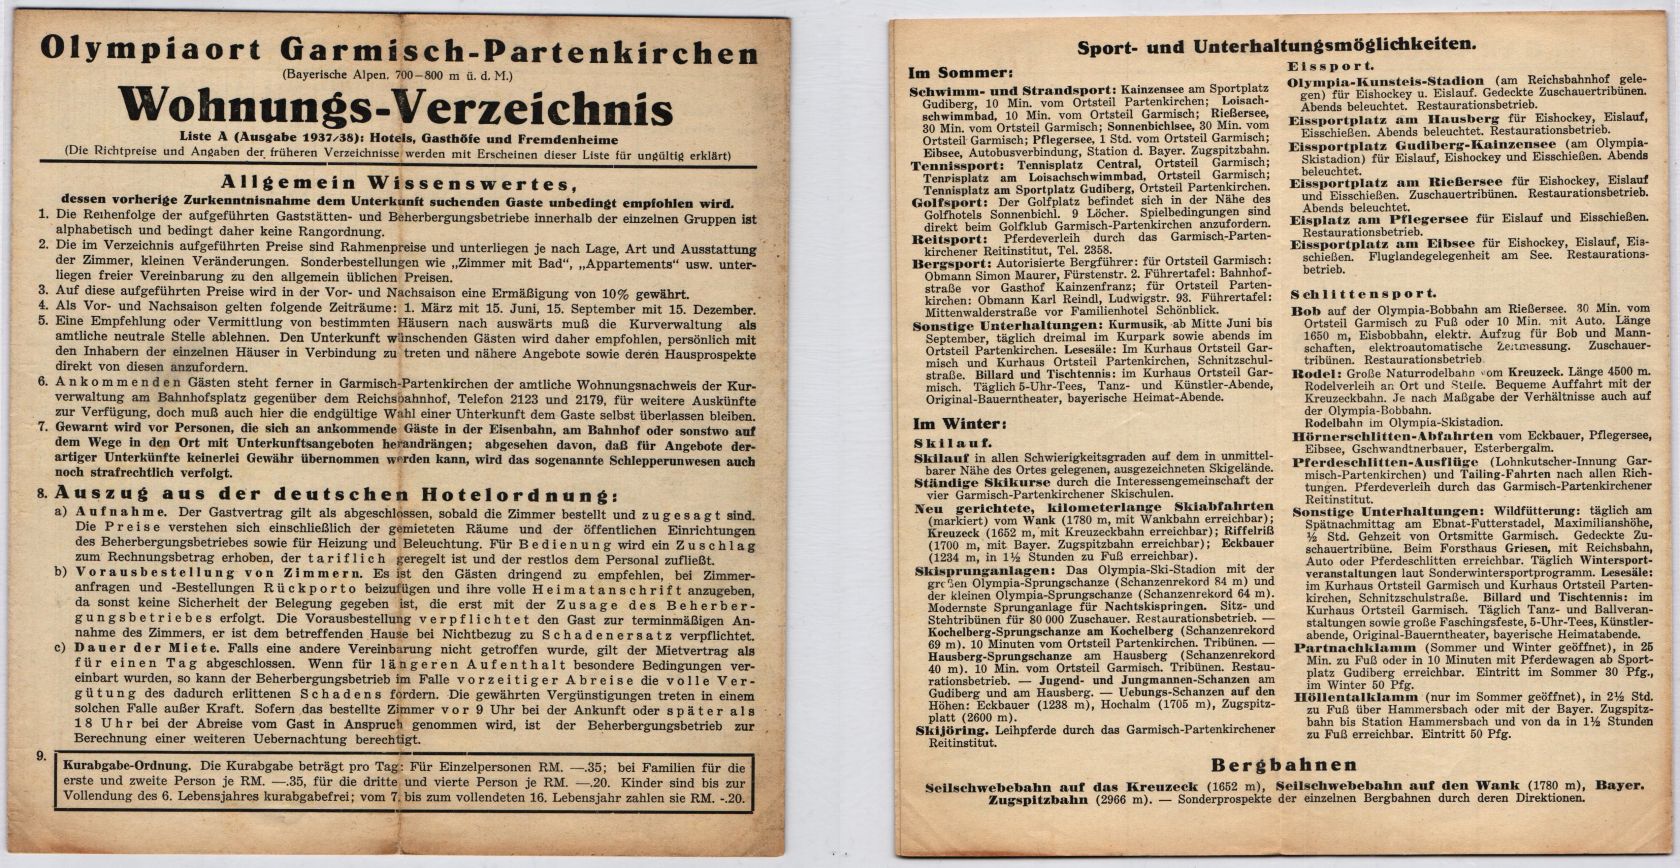 Olympiaort Garmisch-Partenkirchen
(Bayerische Alpen, 700–800 m ü. d. M.)
Wohnungs-Verzeichnis
Liste A (Ausgabe 1937/38): Hotels, Gasthöfe und Fremdenheime
(Die Richtpreise und Angaben der früheren Verzeichnisse werden mit Erscheinen dieser Liste für ungültig erklärt)
Allgemein Wissenswertes,
dessen vorherige Zurkenntnisnahme dem Unterkunft suchenden Gaste unbedingt empfohlen wird.
1. Die Reihenfolge der aufgeführten Gaststätten- und Beherbergungsbetriebe innerhalb der einzelnen Gruppen ist
alphabetisch und bedingt daher keine Rangordnung.
2. Die im Verzeichnis aufgeführten Preise sind Rahmenpreise und unterliegen je nach Lage, Art und Ausstattung
der Zimmer, kleinen Veränderungen. Sonderbestellungen wie „Zimmer mit Bad“, „Appartements“ usw. unter-
liegen freier Vereinbarung zu den allgemein üblichen Preisen.
3. Auf diese aufgeführten Preise wird in der Vor- und Nachsaison eine Ermäßigung von 10% gewährt.
4. Als Vor- und Nachsaison gelten folgende Zeiträume: 1. März mit 15. Juni, 15. September mit 15. Dezember.
5. Eine Empfehlung oder Vermittlung von bestimmten Häusern nach auswärts muß die Kurverwaltung als
amtliche neutrale Stelle ablehnen. Den Unterkunft wünschenden Gästen wird daher empfohlen, persönlich mit
den Inhabern der einzelnen Häuser in Verbindung zu treten und nähere Angebote sowie deren Hausprospekte
direkt von diesen anzufordern.
6. Ankommenden Gästen steht ferner in Garmisch-Partenkirchen der amtliche Wohnungsnachweis der Kur-
verwaltung am Bahnhofsplatz gegenüber dem Reichsbahnhof, Telefon 2123 und 2179, für weitere Auskünfte
zur Verfügung, doch muß auch hier die endgültige Wahl einer Unterkunft dem Gaste selbst überlassen bleiben.
7. Gewarnt wird vor Personen, die sich an ankommende Gäste in der Eisenbahn, am Bahnhof oder sonstwo auf
dem Wege in den Ort mit Unterkunftsangeboten herandrängen; abgesehen davon, daß für Angebote der-
artiger Unterkünfte keinerlei Gewähr übernommen werden kann, wird das sogenannte Schlepperunwesen auch
noch strafrechtlich verfolgt.
8. Auszug aus der deutschen Hotelordnung:
a) Aufnahme. Der Gastvertrag gilt als abgeschlossen, sobald die Zimmer bestellt und zugesagt sind.
Die Preise verstehen sich einschließlich der gemieteten Räume und der öffentlichen Einrichtungen
des Beherbergungsbetriebes sowie für Heizung und Beleuchtung. Für Bedienung wird ein Zuschlag
zum Rechnungsbetrag erhoben, der tariflich geregelt ist und der restlos dem Personal zufließt.
b) Vorausbestellung von Zimmern. Es ist den Gästen dringend zu empfehlen, bei Zimmer-
anfragen und -Bestellungen Rückporto beizufügen und ihre volle Heimatanschrift anzugeben,
da sonst keine Sicherheit der Belegung gegeben ist, die erst mit der Zusage des Beherber-
gungsbetriebes erfolgt. Die Vorausbestellung verpflichtet den Gast zur terminmäßigen An-
nahme des Zimmers, er ist dem betreffenden Hause bei Nichtbezug zu Schadenersatz verpflichtet.
c) Dauer der Miete. Falls eine andere Vereinbarung nicht getroffen wurde, gilt der Mietvertrag als
für einen Tag abgeschlossen. Wenn für längeren Aufenthalt besondere Bedingungen ver-
einbart wurden, so kann der Beherbergungsbetrieb im Falle vorzeitiger Abreise die volle Ver-
gütung des dadurch erlittenen Schadens fordern. Die gewährten Vergünstigungen treten in einem
solchen Falle außer Kraft. Sofern das bestellte Zimmer vor 9 Uhr bei der Ankunft oder später als
18 Uhr bei der Abreise vom Gast in Anspruch genommen wird, ist der Beherbergungsbetrieb zur
Berechnung einer weiteren Uebernachtung berechtigt.
9. Kurabgabe-Ordnung. Die Kurabgabe beträgt pro Tag: Für Einzelpersonen RM. —.35; bei Familien für die
erste und zweite Person je RM. —.35, für die dritte und vierte Person je RM. —.20. Kinder sind bis zur
Vollendung des 6. Lebensjahres kurabgabefrei; vom 7. bis zum vollendeten 16. Lebensjahr zahlen sie RM. -.20.
Sport- und Unterhaltungsmöglichkeiten.
Im Sommer:
Schwimm- und Strandsport: Kainzensee am Sportplatz
Gudiberg, 10 Min. vom Ortsteil Partenkirchen; Loisach-
schwimmbad, 10 Min. vom Ortsteil Garmisch; Rießersee,
30 Min. vom Ortsteil Garmisch; Sonnenbichlsee, 30 Min. vom
Ortsteil Garmisch; Pflegersee, 1 Std. vom Ortsteil Garmisch;
Eibsee, Autobusverbindung, Station d. Bayer. Zugspitzbahn.
Tennissport: Tennisplatz Central, Ortsteil Garmisch;
Tennisplatz am Loisachschwimmbad, Ortsteil Garmisch;
Tennisplatz am Sportplatz Gudiberg, Ortsteil Partenkirchen.
Golfsport: Der Golfplatz befindet sich in der Nähe des
Golfhotels Sonnenbichl. 9 Löcher. Spielbedingungen sind
direkt beim Golfklub Garmisch-Partenkirchen anzufordern.
Reitsport: Pferdeverleih durch das Garmisch-Parten-
kirchener Reitinstitut, Tel. 2358.
Bergsport: Autorisierte Bergführer: für Ortsteil Garmisch:
Obmann Simon Maurer, Fürstenstr. 2. Führertafel: Bahnhof-
straße vor Gasthof Kainzenfranz; für Ortsteil Parten-
kirchen: Obmann Karl Reindl, Ludwigstr. 93. Führertafel:
Mittenwalderstraße vor Familienhotel Schönblick.
Sonstige Unterhaltungen: Kurmusik, ab Mitte Juni bis
September, täglich dreimal im Kurpark sowie abends im
Ortsteil Partenkirchen. Lesesäle: Im Kurhaus Ortsteil Gar-
misch und Kurhaus Ortsteil Partenkirchen, Schnitzschul-
straße. Billard und Tischtennis: im Kurhaus Ortsteil Gar-
misch. Täglich 5-Uhr-Tees, Tanz- und Künstler-Abende,
Original-Bauerntheater, bayerische Heimat-Abende.
Im Winter:
Skilauf.
Skilauf in allen Schwierigkeitsgraden auf dem in unmittel-
barer Nähe des Ortes gelegenen, ausgezeichneten Skigelände.
Ständige Skikurse durch die Interessengemeinschaft der
vier Garmisch-Partenkirchener Skischulen.
Neu gerichtete, kilometerlange Skiabfahrten
(markiert) vom Wank (1780 m, mit Wankbahn erreichbar);
Kreuzeck (1652 m, mit Kreuzeckbahn erreichbar); Riffelriß
(1700 m, mit Bayer. Zugspitzbahn erreichbar); Eckbauer
(1234 m, in 1½ Stunden zu Fuß erreichbar).
Skisprunganlagen: Das Olympia-Ski-Stadion mit der
großen Olympia-Sprungschanze (Schanzenrekord 84 m) und
der kleinen Olympia-Sprungschanze (Schanzenrekord 64 m).
Modernste Sprunganlage für Nachtskispringen. Sitz- und
Stehtribünen für 80 000 Zuschauer. Restaurationsbetrieb. —
Kochelberg-Sprungschanze am Kochelberg (Schanzenrekord
69 m). 10 Minuten vom Ortsteil Partenkirchen. Tribünen. —
Hausberg-Sprungschanze am Hausberg (Schanzenrekord
40 m). 10 Min. vom Ortsteil Garmisch. Tribünen. Restau-
rationsbetrieb. — Jugend- und Jungmannen-Schanzen am
Gudiberg und am Hausberg. — Uebungs-Schanzen auf den
Höhen: Eckbauer (1238 m), Hochalm (1705 m), Zugspitz-
platt (2600 m).
Skijöring. Leihpferde durch das Garmisch-Partenkirchener
Reitinstitut.
Eissport.
Olympia-Kunsteis-Stadion (am Reichsbahnhof gele-
gen) für Eishockey u. Eislauf. Gedeckte Zuschauertribünen.
Abends beleuchtet. Restaurationsbetrieb.
Eissportplatz am Hausberg für Eishockey, Eislauf,
Eisschießen. Abends beleuchtet. Restaurationsbetrieb.
Eissportplatz Gudiberg-Kainzensee (am Olympia-
Skistadion) für Eislauf, Eishockey und Eisschießen. Abends
beleuchtet.
Eissportplatz am Rießersee für Eishockey, Eislauf
und Eisschießen. Zuschauertribünen. Restaurationsbetrieb.
Abends beleuchtet.
Eisplatz am Pflegersee für Eislauf und Eisschießen.
Restaurationsbetrieb.
Eissportplatz am Eibsee für Eishockey, Eislauf, Eis-
schießen. Fluglandegelegenheit am See. Restaurations-
betrieb.
Schlittensport.
Bob auf der Olympia-Bobbahn am Rießersee. 30 Min. vom
Ortsteil Garmisch zu Fuß oder 10 Min. mit Auto. Länge
1650 m, Eisbobbahn, elektr. Aufzug für Bob und Mann-
schaften, elektroautomatische Zeitmessung. Zuschauer-
tribünen. Restaurationsbetrieb
Rodel: Große Naturrodelbahn vom Kreuzeck. Länge 4500 m.
Rodelverleih an Ort und Stelle. Bequeme Auffahrt mit der
Kreuzeckbahn. Je nach Maßgabe der Verhältnisse auch auf
der Olympia-Bobbahn.
Rodelbahn im Olympia-Skistadion.
Hörnerschlitten-Abfahrten vom Eckbauer, Pflegersee,
Eibsee, Gschwandtnerbauer, Esterbergalm.
Pferdeschlitten-Ausflüge (Lohnkutscher-Innung Gar-
misch-Partenkirchen) und Tailing-Fahrten nach allen Rich-
tungen. Pferdeverleih durch das Garmisch-Partenkirchener
Reitinstitut.
Sonstige Unterhaltungen: Wildfütterung: täglich am
Spätnachmittag am Ebnat-Futterstadel, Maximilianshöhe,
½ Std. Gehzeit von Ortsmitte Garmisch. Gedeckte Zu-
schauertribüne. Beim Forsthaus Griesen, mit Reichsbahn,
Auto oder Pferdeschlitten erreichbar. Täglich Wintersport-
veranstaltungen laut Sonderwintersportprogramm. Lesesäle:
im Kurhaus Ortsteil Garmisch und Kurhaus Ortsteil Parten-
kirchen, Schnitzschulstraße. Billard und Tischtennis: im
Kurhaus Ortsteil Garmisch. Täglich Tanz- und Ballveran-
staltungen sowie große Faschingsfeste, 5-Uhr-Tees, Künstler-
abende, Original-Bauerntheater, bayerische Heimatabende.
Partnachklamm (Sommer und Winter geöffnet), in 25
Min. zu Fuß oder in 10 Minuten mit Pferdewagen ab Sport-
platz Gudiberg erreichbar. Eintritt im Sommer 30 Pfg.,
im Winter 50 Pfg.
Höllentalklamm (nur im Sommer geöffnet), in 2½ Std.
zu Fuß über Hammersbach oder mit der Bayer. Zugspitz-
bahn bis Station Hammersbach und von da in 1½ Stunden
zu Fuß erreichbar. Eintritt 50 Pfg.
Bergbahnen
Seilschwebebahn auf das Kreuzeck (1652 m), Seilschwebebahn auf den Wank (1780 m), Bayer.
Zugspitzbahn (2966 m). — Sonderprospekte der einzelnen Bergbahnen durch deren Direktionen.